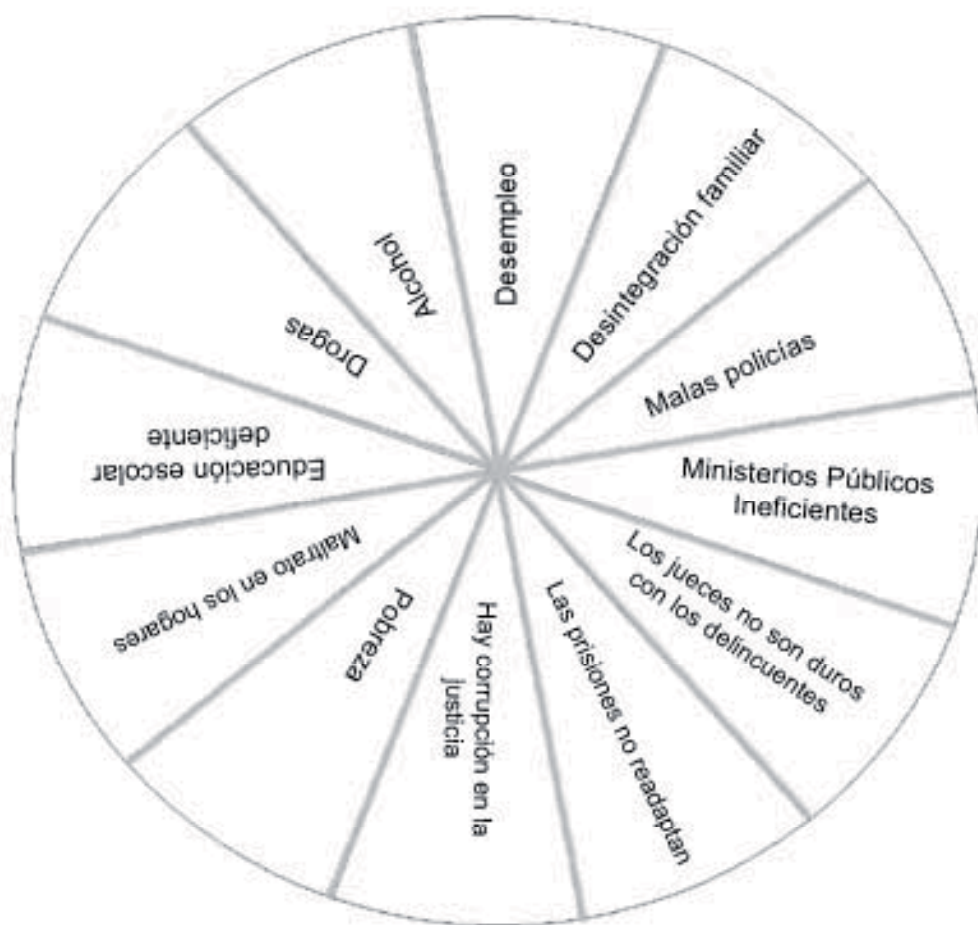 Desempleo
Desintegración familiar
Malas policías
Ministerios Públicos
Ineficientes
Los jueces no son duros
con los delincuentes
Las prisiones no readaptan
Hay corrupción en la
justicia
Pobreza
Maltrato en los hogares
Educación escolar
deficiente
Drogas
Alcohol